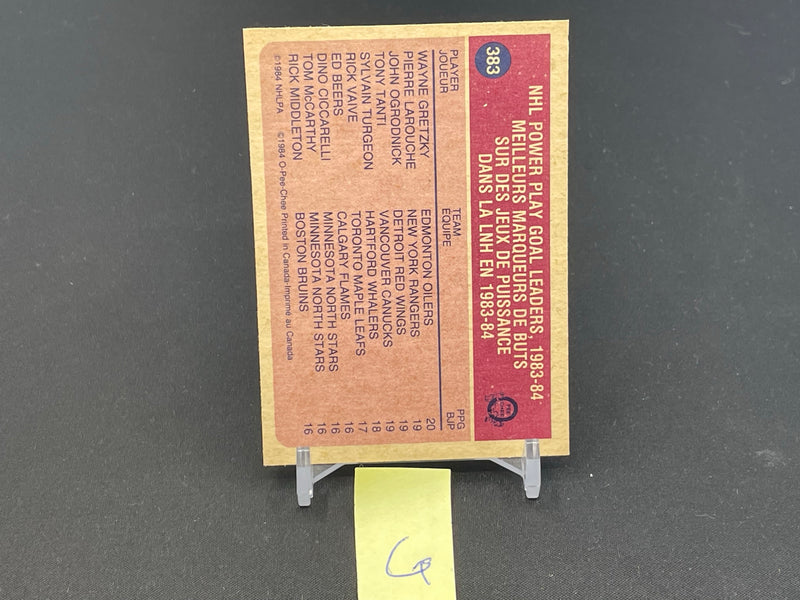 383
NHL POWER PLAY GOAL LEADERS, 1983-84
MEILLEURS MARQUEURS DE BUTS
SUR DES JEUX DE PUISSANCE
DANS LA LNH EN 1983-84
PLAYER TEAM PPG
JOUEUR ÉQUIPE BJP
WAYNE GRETZKY EDMONTON OILERS 20
PIERRE LAROUCHE NEW YORK RANGERS 19
JOHN OGRODNICK DETROIT RED WINGS 19
TONY TANTI VANCOUVER CANUCKS 19
SYLVAIN TURGEON HARTFORD WHALERS 18
RICK VAIVE TORONTO MAPLE LEAFS 17
ED BEERS CALGARY FLAMES 16
DINO CICCARELLI MINNESOTA NORTH STARS 16
TOM McCARTHY MINNESOTA NORTH STARS 16
RICK MIDDLETON BOSTON BRUINS 16
©1984 NHLPA ©1984 O-Pee-Chee Printed in Canada-Imprimé au Canada